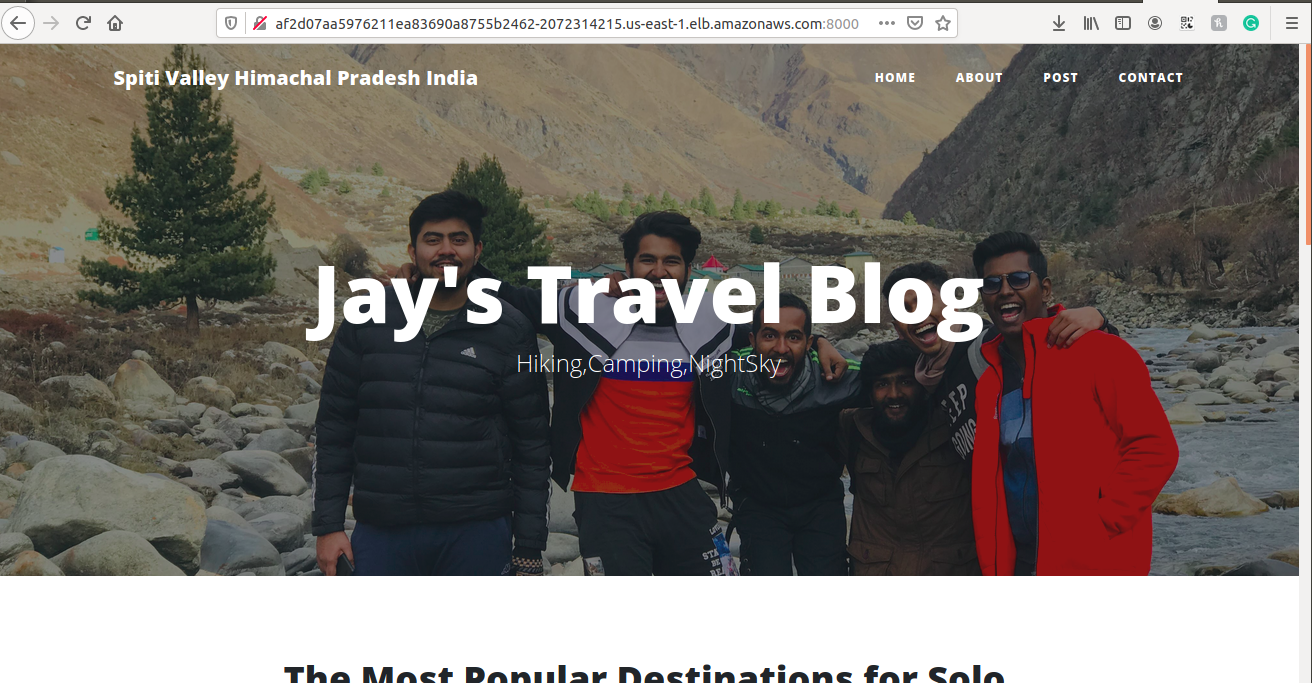 af2d07aa5976211ea83690a8755b2462-2072314215.us-east-1.elb.amazonaws.com:8000
Spiti Valley Himachal Pradesh India
HOME
ABOUT
POST
CONTACT
Jay's Travel Blog
Hiking,Camping,NightSky
adidas
The Most Popular Destinations for Solo